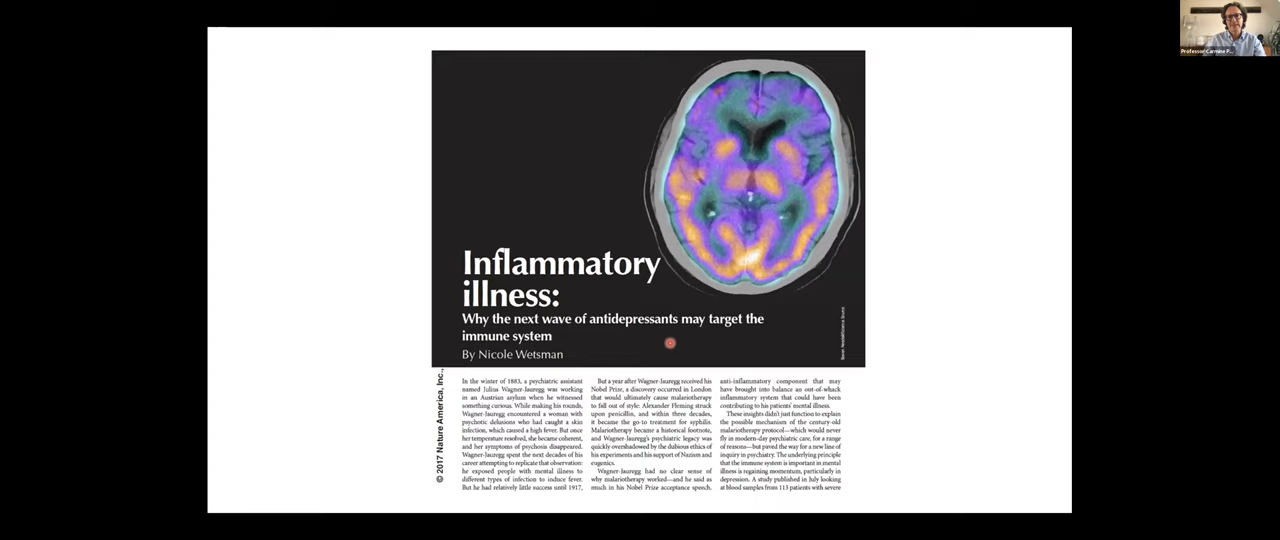 Professor Carmine P...
Inflammatory
illness:
Why the next wave of antidepressants may target the
immune system
By Nicole Wetsman
© 2017 Nature America, Inc.,
In the winter of 1883, a psychiatric assistant
named Julius Wagner-Jauregg was working
in an Austrian asylum when he witnessed
something curious. While making his rounds,
Wagner-Jauregg encountered a woman with
psychotic delusions who had caught a skin
infection, which caused a high fever. But once
her temperature resolved, she became coherent,
and her symptoms of psychosis disappeared.
Wagner-Jauregg spent the next decades of his
career attempting to replicate that observation:
he exposed people with mental illness to
different types of infection to induce fever.
But he had relatively little success until 1917,
But a year after Wagner-Jauregg received his
Nobel Prize, a discovery occurred in London
that would ultimately cause malariotherapy
to fall out of style: Alexander Fleming struck
upon penicillin, and within three decades,
it became the go-to treatment for syphilis.
Malariotherapy became a historical footnote,
and Wagner-Jauregg's psychiatric legacy was
quickly overshadowed by the dubious ethics of
his experiments and his support of Nazism and
eugenics.
Wagner-Jauregg had no clear sense of
why malariotherapy worked—and he said as
much in his Nobel Prize acceptance speech.
anti-inflammatory component that may
have brought into balance an out-of-whack
inflammatory system that could have been
contributing to his patients' mental illness.
These insights didn't just function to explain
the possible mechanism of the century-old
malariotherapy protocol—which would never
fly in modern-day psychiatric care, for a range
of reasons—but paved the way for a new line of
inquiry in psychiatry. The underlying principle
that the immune system is important in mental
illness is regaining momentum, particularly in
depression. A study published in July looking
at blood samples from 113 patients with severe